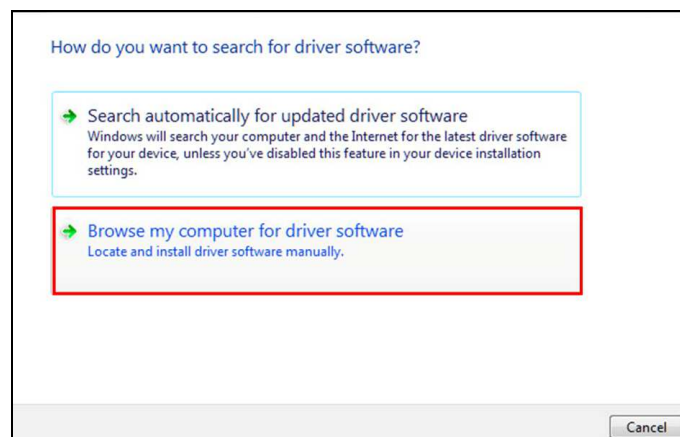 How do you want to search for driver software?
Search automatically for updated driver software
Windows will search your computer and the Internet for the latest driver software
for your device, unless you've disabled this feature in your device installation
settings.
Browse my computer for driver software
Locate and install driver software manually.
Cancel